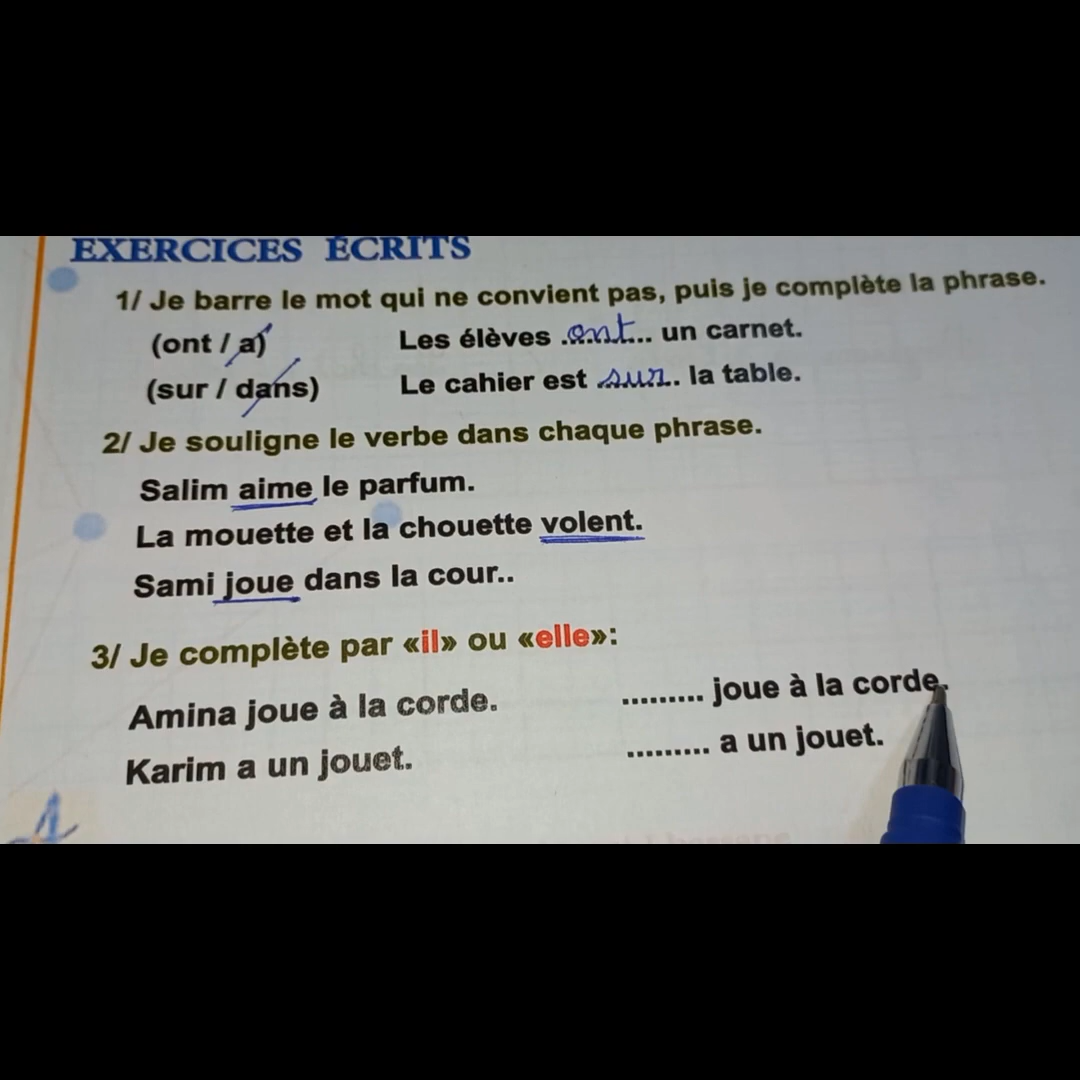 EXERCICES ÉCRITS
1/ Je barre le mot qui ne convient pas, puis je complète la phrase.
(ont / a) Les élèves ..ont... un carnet.
(sur / dans) Le cahier est .sur.. la table.
2/ Je souligne le verbe dans chaque phrase.
Salim aime le parfum.
La mouette et la chouette volent.
Sami joue dans la cour..
3/ Je complète par «il» ou «elle»:
Amina joue à la corde. ......... joue à la corde.
Karim a un jouet. ......... a un jouet.